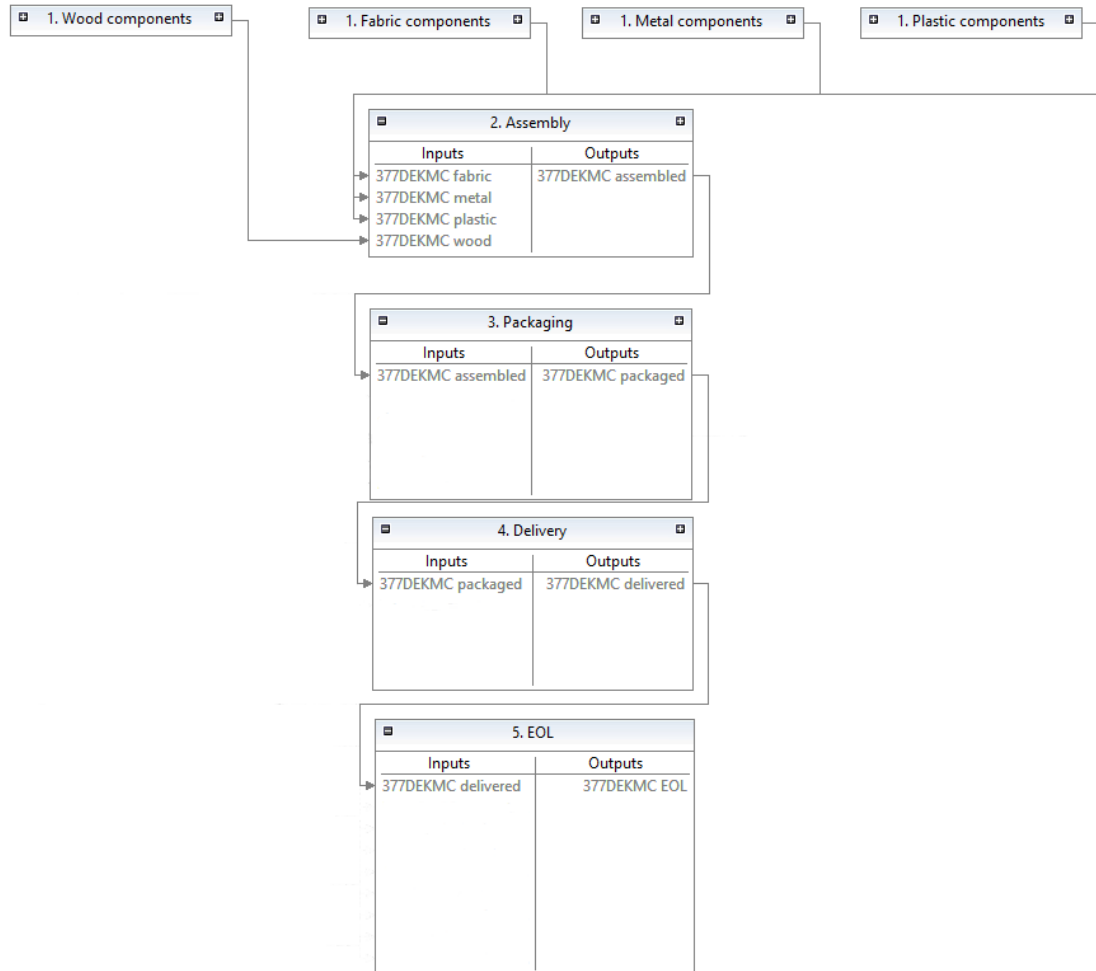 1. Wood components
1. Fabric components
1. Metal components
1. Plastic components
2. Assembly
Inputs
Outputs
377DEKMC fabric
377DEKMC assembled
377DEKMC metal
377DEKMC plastic
377DEKMC wood
3. Packaging
Inputs
Outputs
377DEKMC assembled
377DEKMC packaged
4. Delivery
Inputs
Outputs
377DEKMC packaged
377DEKMC delivered
5. EOL
Inputs
Outputs
377DEKMC delivered
377DEKMC EOL